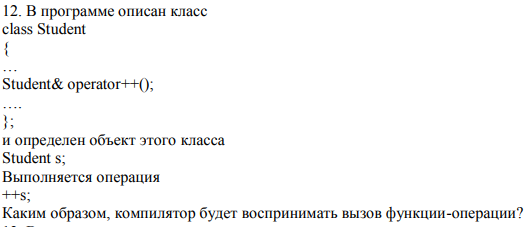 12. В программе описан класс
class Student
{
…
Student& operator++();
….
};
и определен объект этого класса
Student s;
Выполняется операция
++s;
Каким образом, компилятор будет воспринимать вызов функции-операции?